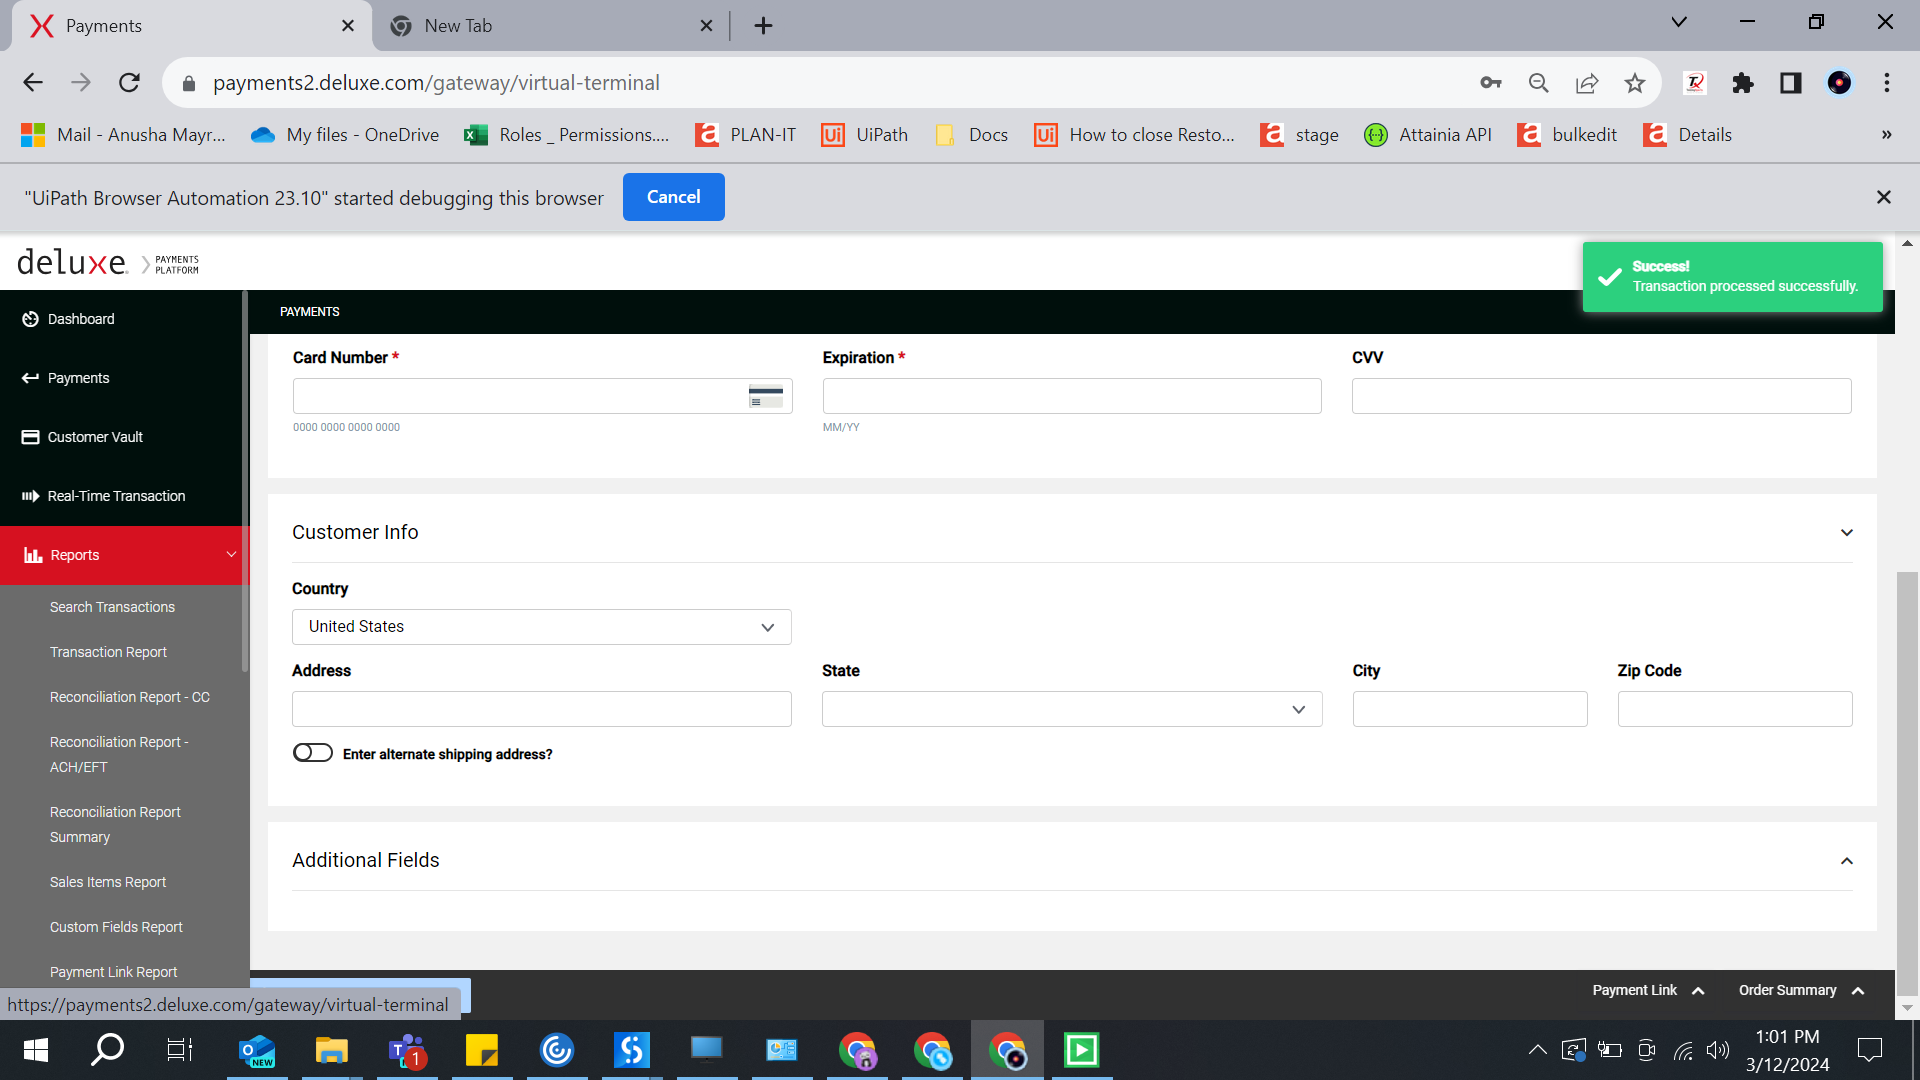 Payments
New Tab
payments2.deluxe.com/gateway/virtual-terminal
Mail - Anusha Mayr...
My files - OneDrive
Roles _ Permissions....
PLAN-IT
UiPath
Docs
How to close Resto...
stage
Attainia API
bulkedit
Details
»
"UiPath Browser Automation 23.10" started debugging this browser
Cancel
deluxe.
PAYMENTS
PLATFORM
Success!
Transaction processed successfully.
Dashboard
Payments
Customer Vault
Real-Time Transaction
Reports
Search Transactions
Transaction Report
Reconciliation Report - CC
Reconciliation Report -
ACH/EFT
Reconciliation Report
Summary
Sales Items Report
Custom Fields Report
Payment Link Report
PAYMENTS
Card Number *
Expiration *
CVV
0000 0000 0000 0000
MM/YY
Customer Info
Country
United States
Address
State
City
Zip Code
Enter alternate shipping address?
Additional Fields
Payment Link
Order Summary
https://payments2.deluxe.com/gateway/virtual-terminal
NEW
1
1:01 PM
3/12/2024